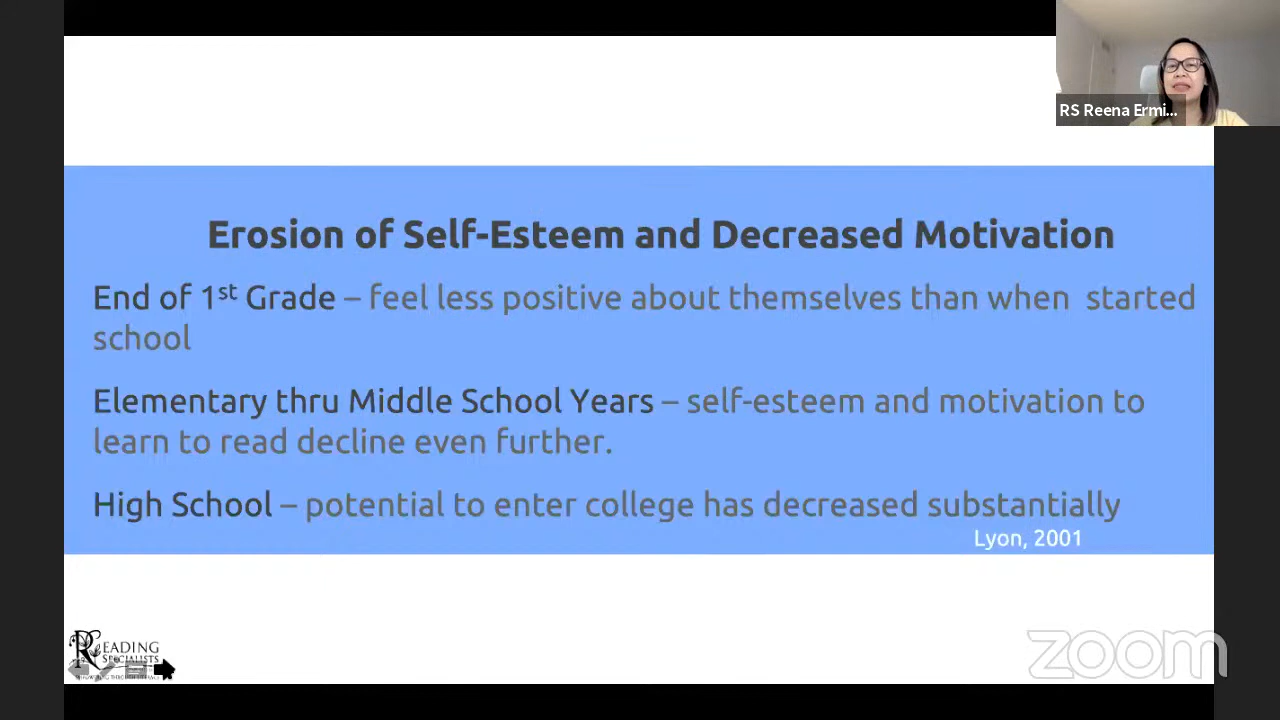 RS Reena Ermi...
Erosion of Self-Esteem and Decreased Motivation
End of 1st Grade – feel less positive about themselves than when started
school
Elementary thru Middle School Years – self-esteem and motivation to
learn to read decline even further.
High School – potential to enter college has decreased substantially
Lyon, 2001
READING
SPECIALISTS
zoom